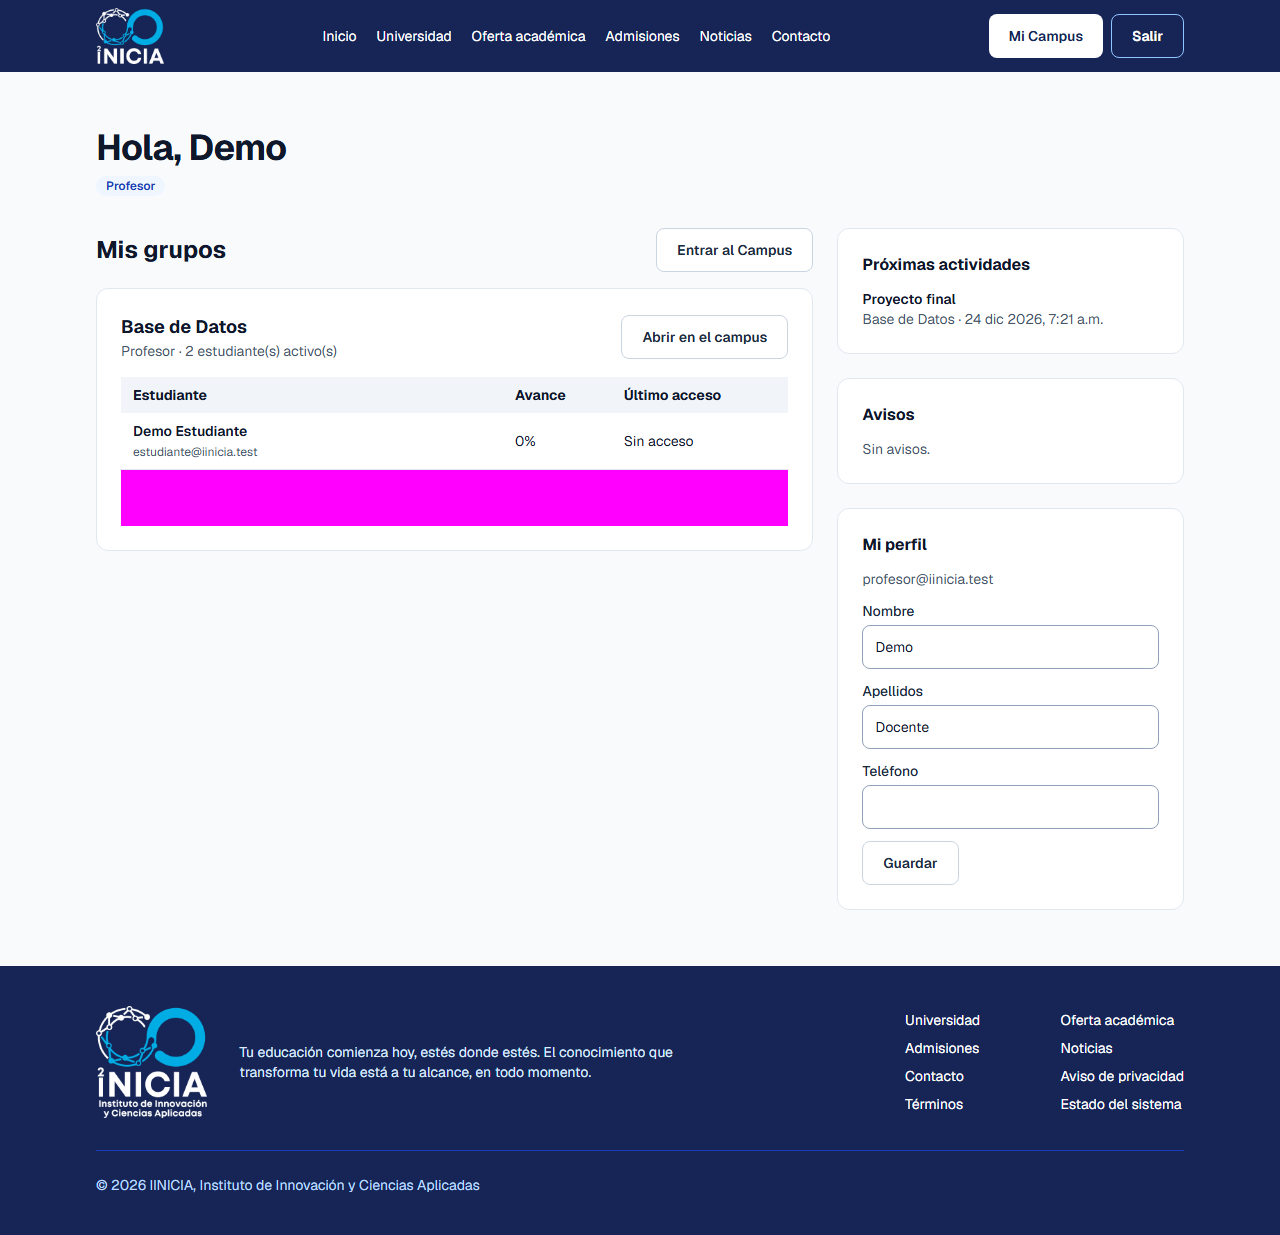 2
iNICIA
Inicio
Universidad
Oferta académica
Admisiones
Noticias
Contacto
Mi Campus
Salir
Hola, Demo
Profesor
Mis grupos
Entrar al Campus
Base de Datos
Profesor · 2 estudiante(s) activo(s)
Abrir en el campus
Estudiante
Avance
Último acceso
Demo Estudiante
estudiante@iinicia.test
0%
Sin acceso
Próximas actividades
Proyecto final
Base de Datos · 24 dic 2026, 7:21 a.m.
Avisos
Sin avisos.
Mi perfil
profesor@iinicia.test
Nombre
Demo
Apellidos
Docente
Teléfono
Guardar
2
iNICIA
Instituto de Innovación
y Ciencias Aplicadas
Tu educación comienza hoy, estés donde estés. El conocimiento que
transforma tu vida está a tu alcance, en todo momento.
Universidad
Oferta académica
Admisiones
Noticias
Contacto
Aviso de privacidad
Términos
Estado del sistema
© 2026 IINICIA, Instituto de Innovación y Ciencias Aplicadas